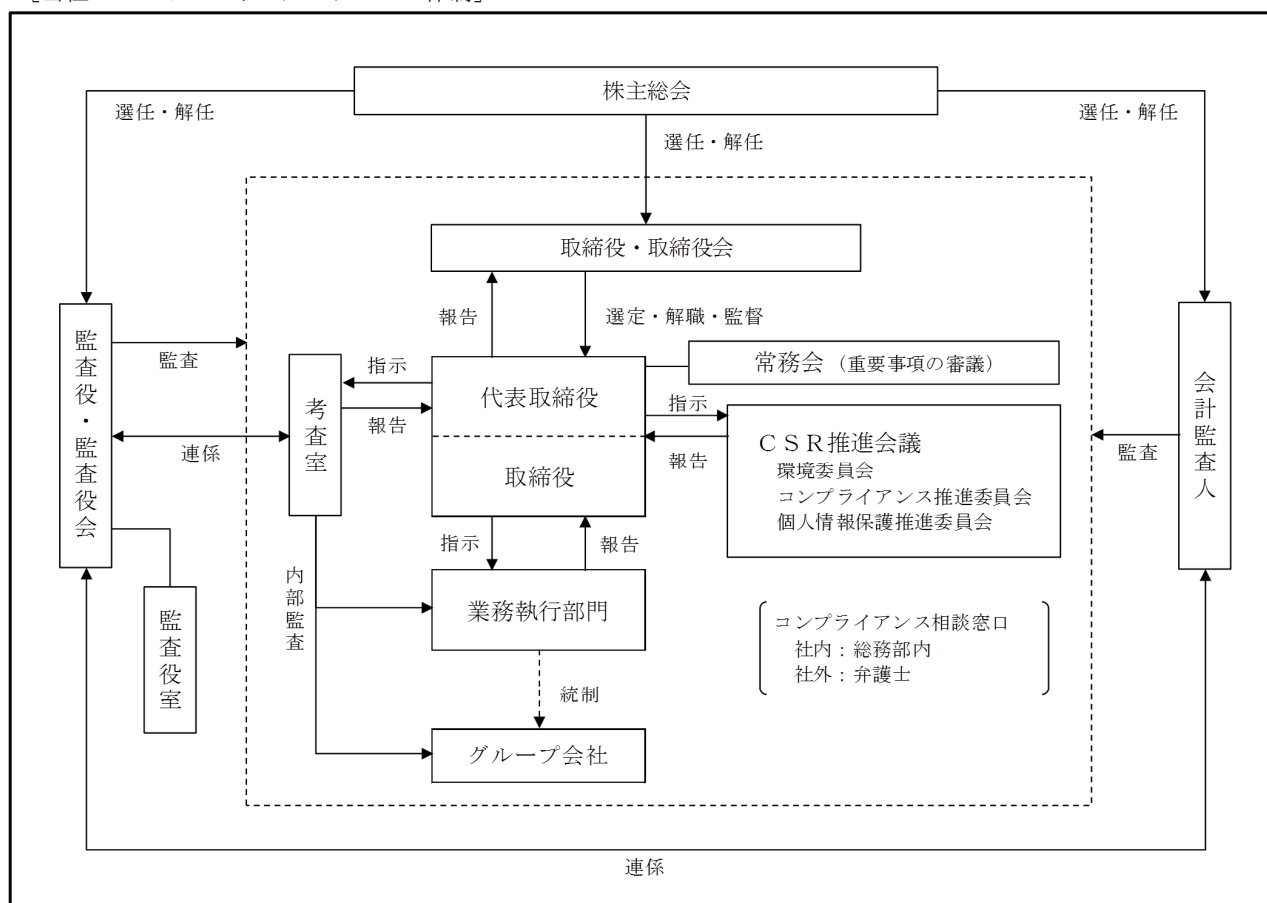 株主総会
選任・解任
選任・解任
選任・解任
取締役・取締役会
報告
選定・解職・監督
監査役・監査役会
監査
連係
監査役室
考査室
指示
報告
代表取締役
取締役
常務会（重要事項の審議）
指示
報告
ＣＳＲ推進会議
環境委員会
コンプライアンス推進委員会
個人情報保護推進委員会
監査
会計監査人
指示
報告
内部監査
業務執行部門
統制
グループ会社
コンプライアンス相談窓口
社内：総務部内
社外：弁護士
連係